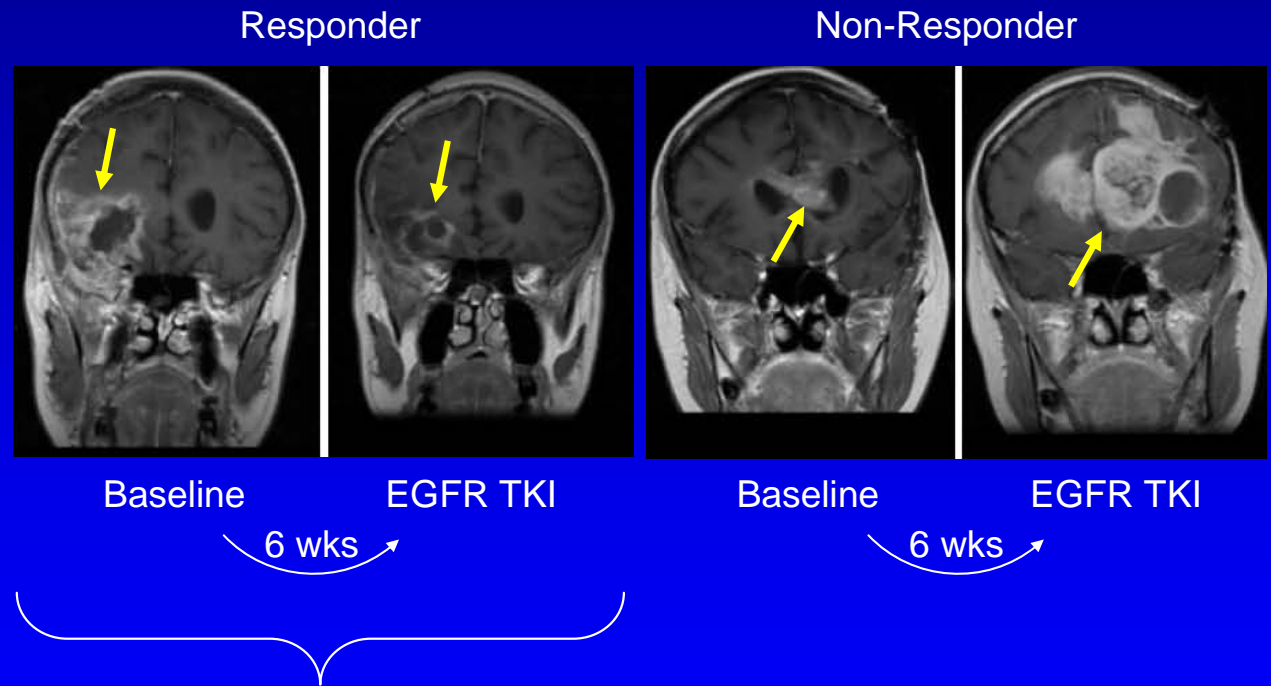 Responder
Non-Responder
Baseline
EGFR TKI
Baseline
EGFR TKI
6 wks
6 wks